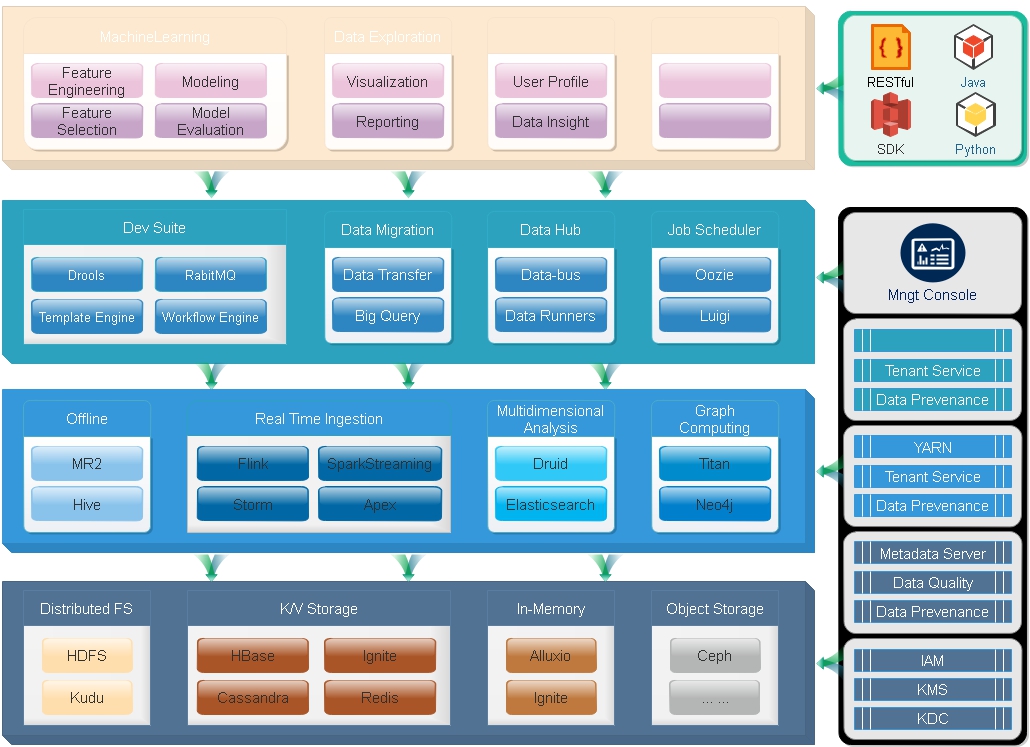 MachineLearning
Feature
Engineering
Modeling
Feature
Selection
Model
Evaluation
Data Exploration
Visualization
Reporting
User Profile
Data Insight
RESTful
Java
SDK
Python
Dev Suite
Drools
RabitMQ
Template Engine
Workflow Engine
Data Migration
Data Transfer
Big Query
Data Hub
Data-bus
Data Runners
Job Scheduler
Oozie
Luigi
Mngt Console
Tenant Service
Data Prevenance
Offline
MR2
Hive
Real Time Ingestion
Flink
SparkStreaming
Storm
Apex
Multidimensional
Analysis
Druid
Elasticsearch
Graph
Computing
Titan
Neo4j
YARN
Tenant Service
Data Prevenance
Metadata Server
Data Quality
Data Prevenance
Distributed FS
HDFS
Kudu
K/V Storage
HBase
Ignite
Cassandra
Redis
In-Memory
Alluxio
Ignite
Object Storage
Ceph
... ...
IAM
KMS
KDC